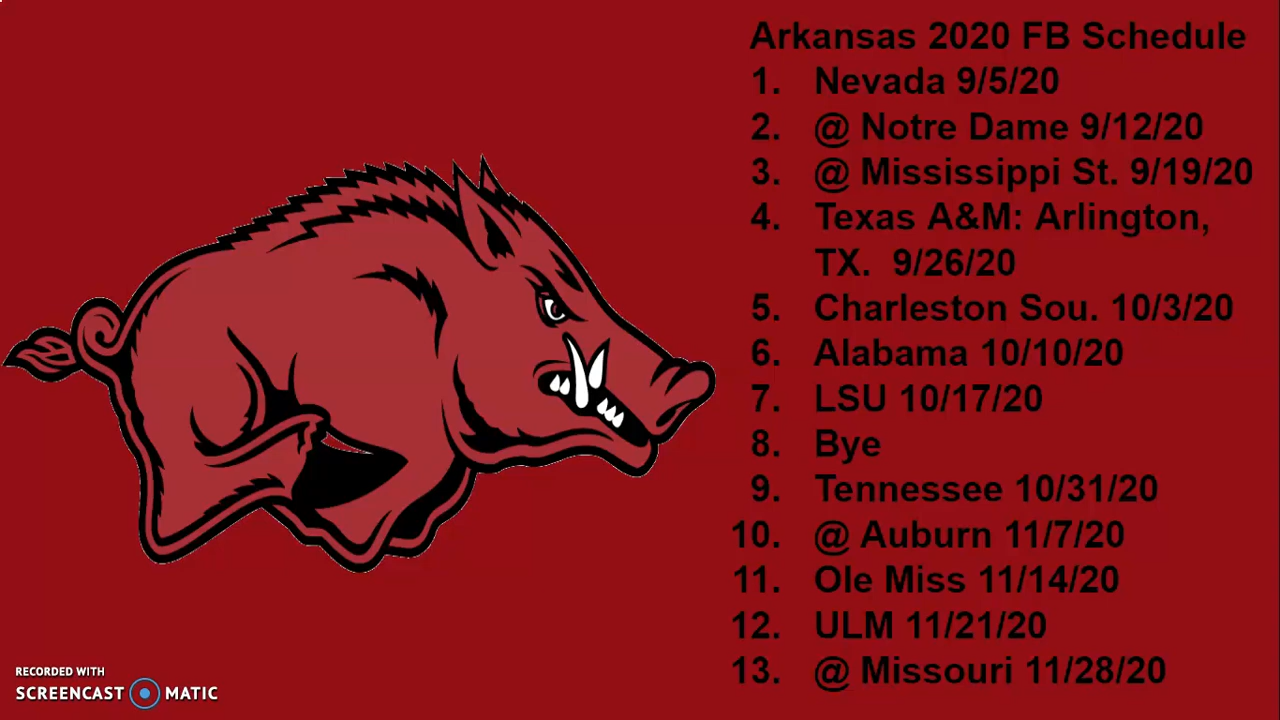 Arkansas 2020 FB Schedule
1. Nevada 9/5/20
2. @ Notre Dame 9/12/20
3. @ Mississippi St. 9/19/20
4. Texas A&M: Arlington,
TX. 9/26/20
5. Charleston Sou. 10/3/20
6. Alabama 10/10/20
7. LSU 10/17/20
8. Bye
9. Tennessee 10/31/20
10. @ Auburn 11/7/20
11. Ole Miss 11/14/20
12. ULM 11/21/20
13. @ Missouri 11/28/20
RECORDED WITH
SCREENCAST MATIC